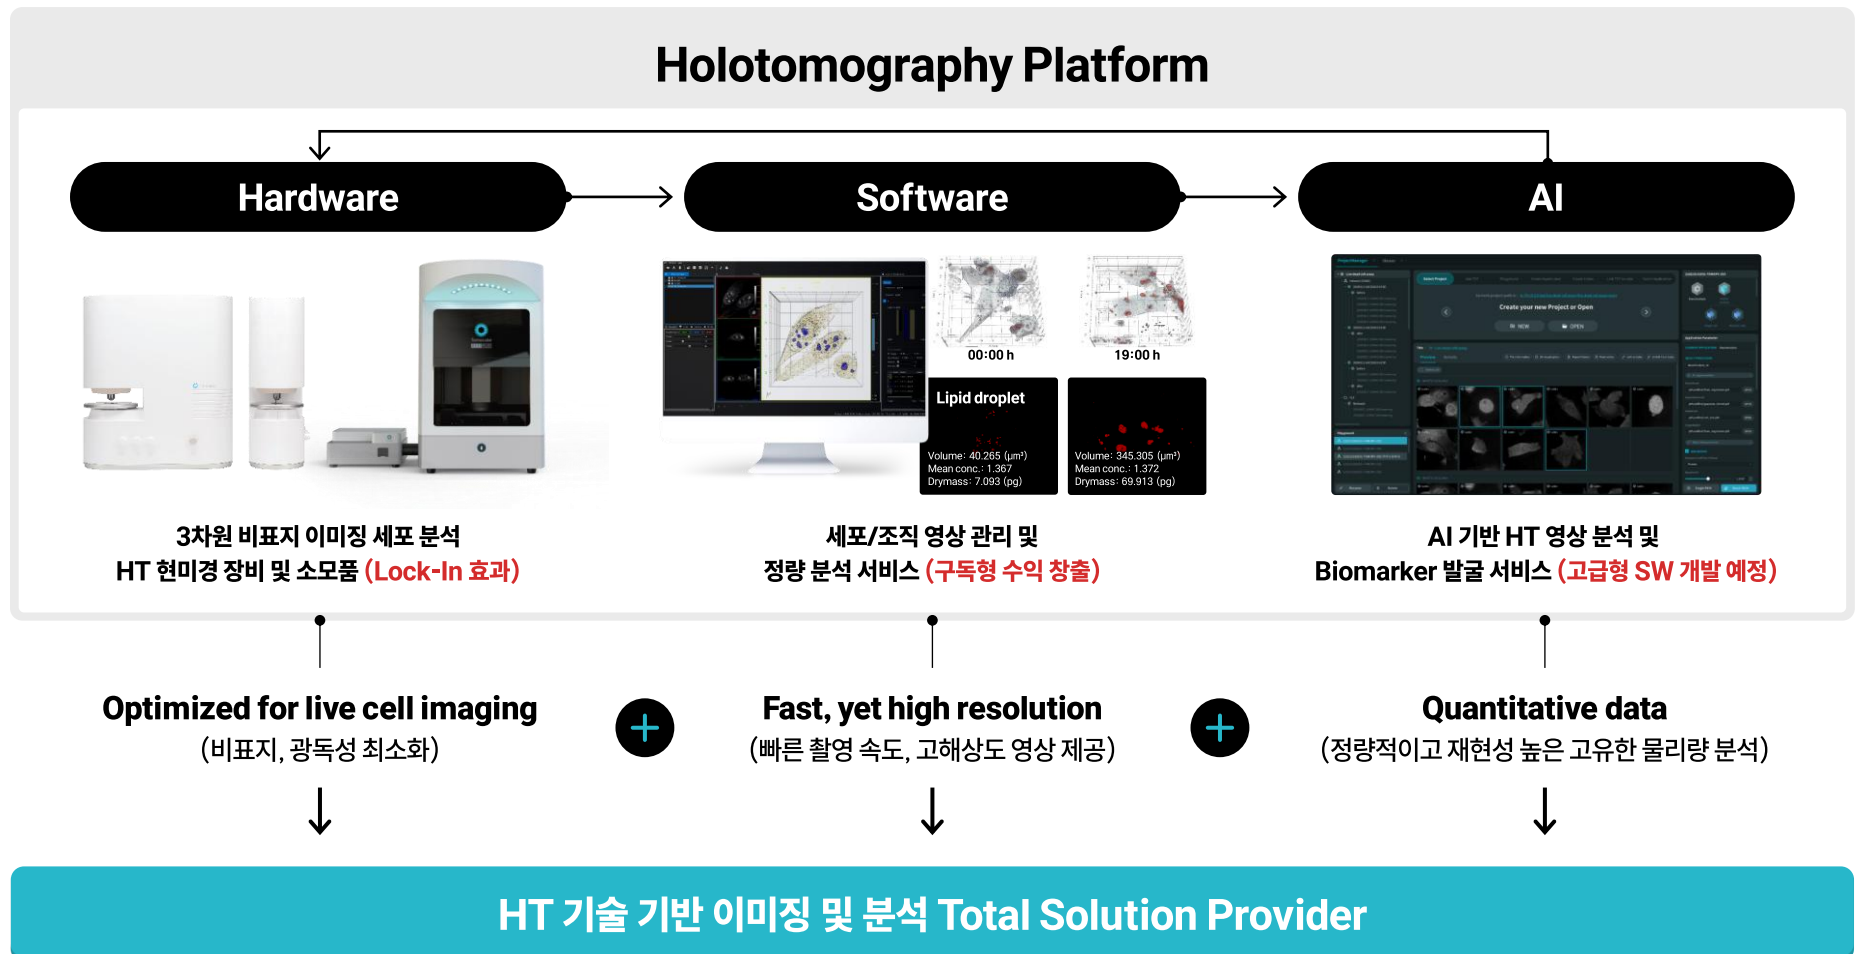 Holotomography Platform
Hardware
Software
AI
00:00 h
19:00 h
Lipid droplet
Volume: 40.265 (μm³)
Mean conc.: 1.367
Drymass: 7.093 (pg)
Volume: 345.305 (μm³)
Mean conc.: 1.372
Drymass: 69.913 (pg)
Create your new Project or Open
NEW
OPEN
3차원 비표지 이미징 세포 분석
HT 현미경 장비 및 소모품 (Lock-In 효과)
세포/조직 영상 관리 및
정량 분석 서비스 (구독형 수익 창출)
AI 기반 HT 영상 분석 및
Biomarker 발굴 서비스 (고급형 SW 개발 예정)
Optimized for live cell imaging
(비표지, 광독성 최소화)
Fast, yet high resolution
(빠른 촬영 속도, 고해상도 영상 제공)
Quantitative data
(정량적이고 재현성 높은 고유한 물리량 분석)
HT 기술 기반 이미징 및 분석 Total Solution Provider